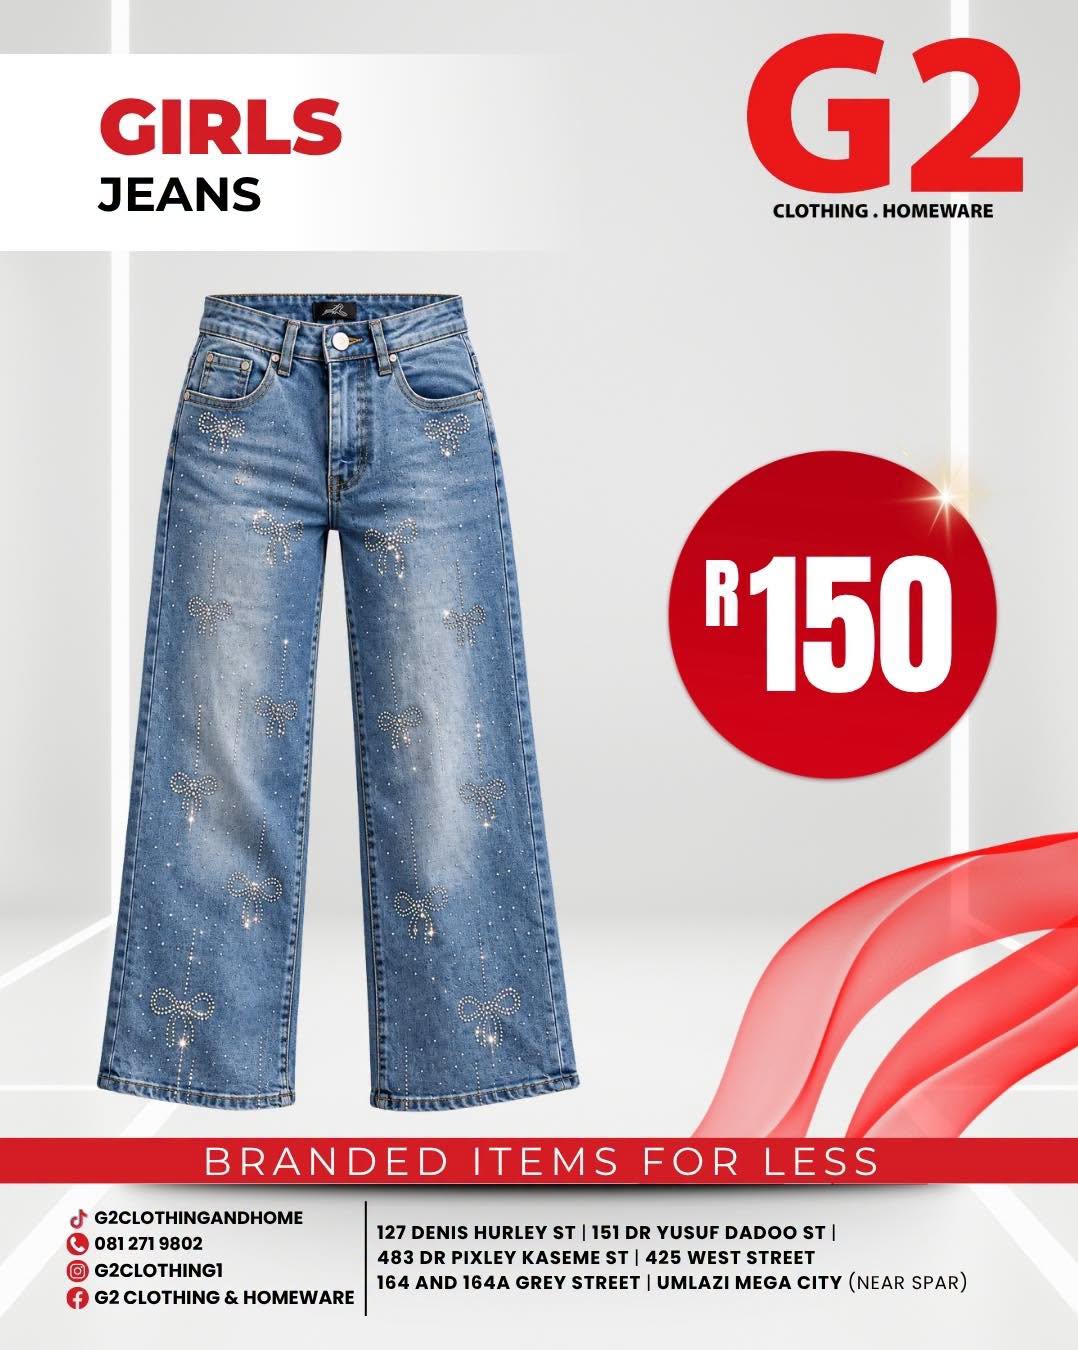 GIRLS
JEANS
G2
CLOTHING . HOMEWARE
R150
BRANDED ITEMS FOR LESS
G2CLOTHINGANDHOME
081 271 9802
G2CLOTHING1
G2 CLOTHING & HOMEWARE
127 DENIS HURLEY ST | 151 DR YUSUF DADOO ST |
483 DR PIXLEY KASEME ST | 425 WEST STREET
164 AND 164A GREY STREET | UMLAZI MEGA CITY (NEAR SPAR)